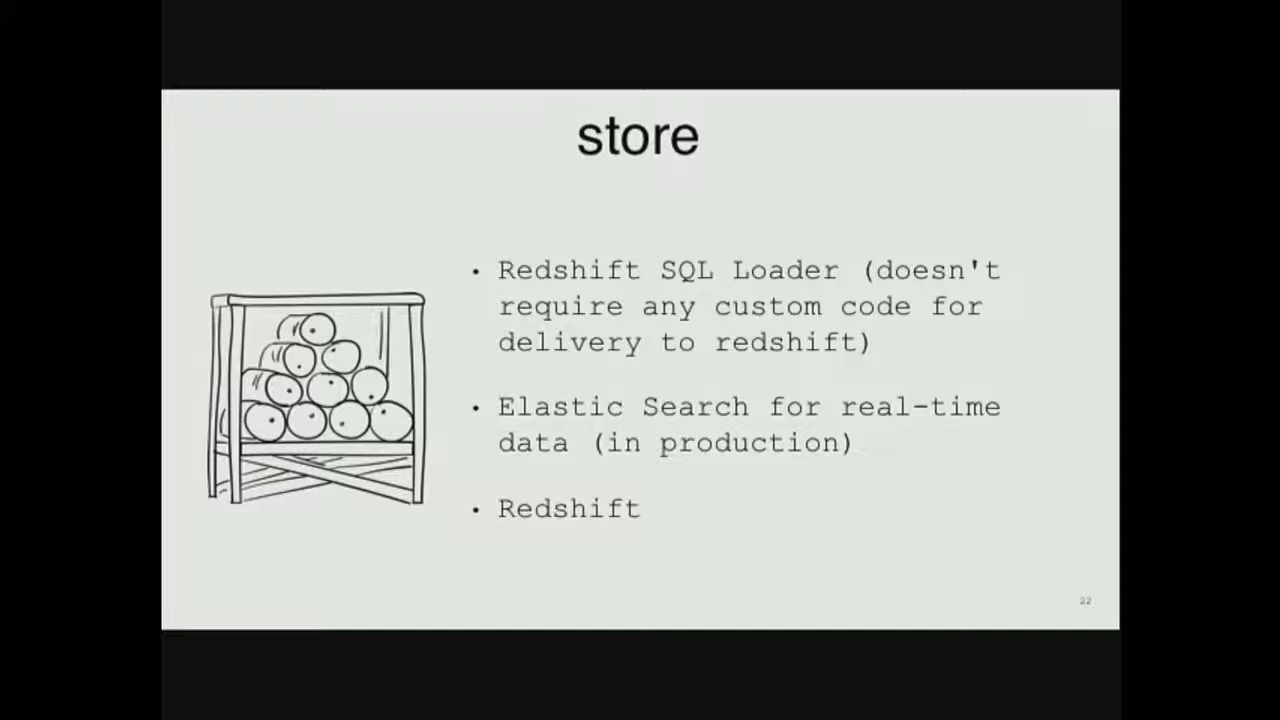 store
• Redshift SQL Loader (doesn't
require any custom code for
delivery to redshift)
• Elastic Search for real-time
data (in production)
• Redshift
22